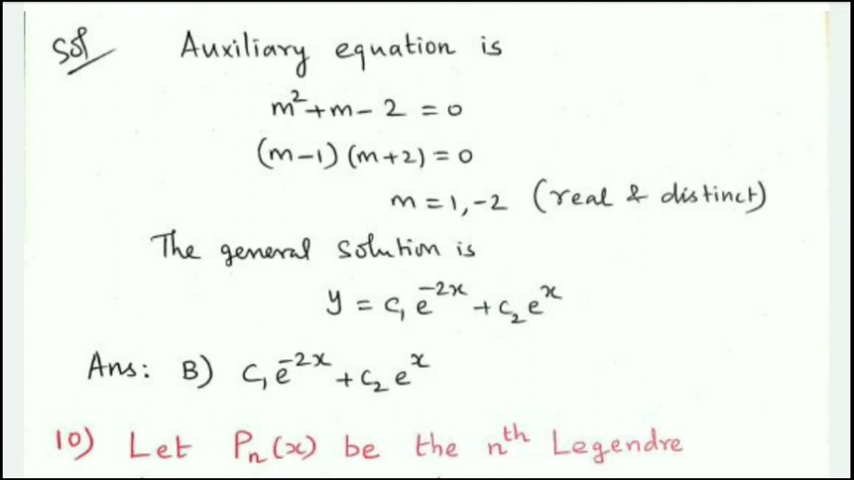 Sol Auxiliary equation is
m²+m-2 = 0
(m-1)(m+2)=0
m=1,-2 (real & distinct)
The general solution is
y = c₁e⁻²ˣ + c₂eˣ
Ans: B) c₁e⁻²ˣ + c₂eˣ
10) Let Pₙ(x) be the nᵗʰ Legendre